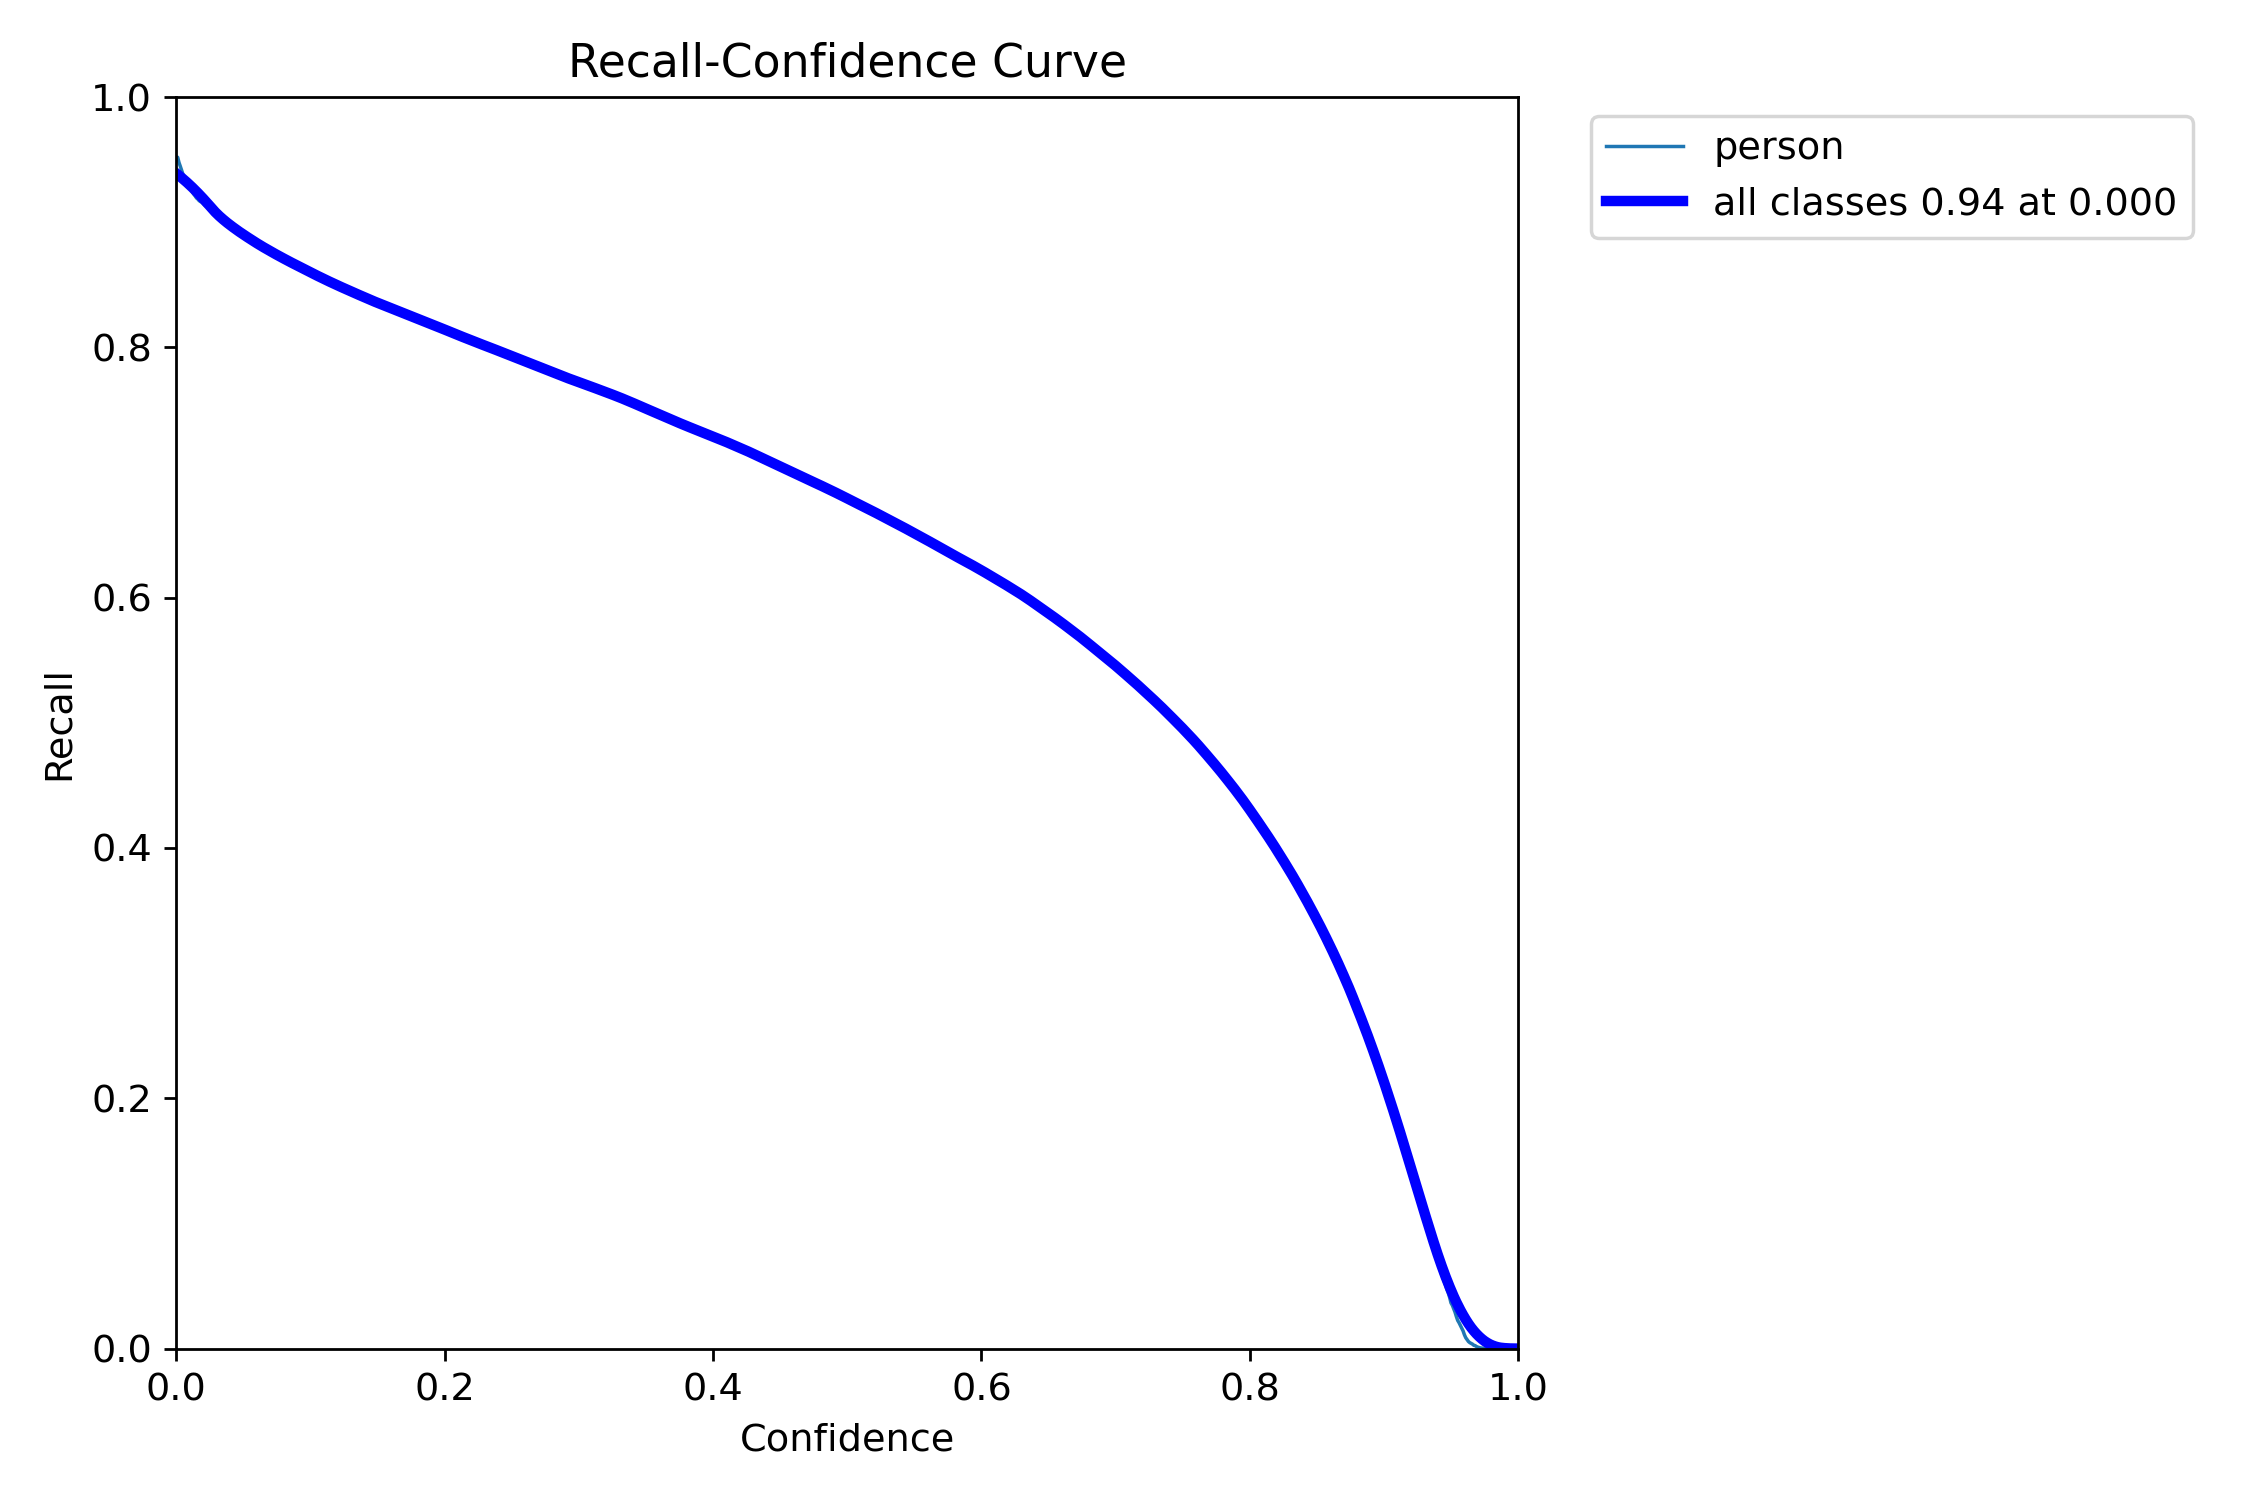 Recall-Confidence Curve
1.0
0.8
0.6
0.4
0.2
0.0
Recall
0.0 0.2 0.4 0.6 0.8 1.0
Confidence
person
all classes 0.94 at 0.000